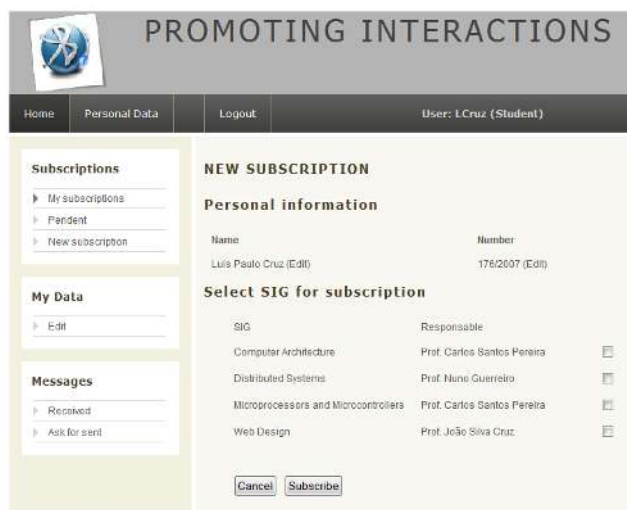 PROMOTING INTERACTIONS
Home Personal Data Logout User: LCruz (Student)
Subscriptions
My subscriptions
Pendent
New subscription
My Data
Edit
Messages
Received
Ask for sent
NEW SUBSCRIPTION
Personal information
Name Number
Luís Paulo Cruz (Edit) 176/2007 (Edit)
Select SIG for subscription
SIG Responsable
Computer Architecture Prof. Carlos Santos Pereira
Distributed Systems Prof. Nuno Guerreiro
Microprocessors and Microcontrollers Prof. Carlos Santos Pereira
Web Design Prof. João Silva Cruz
Cancel Subscribe